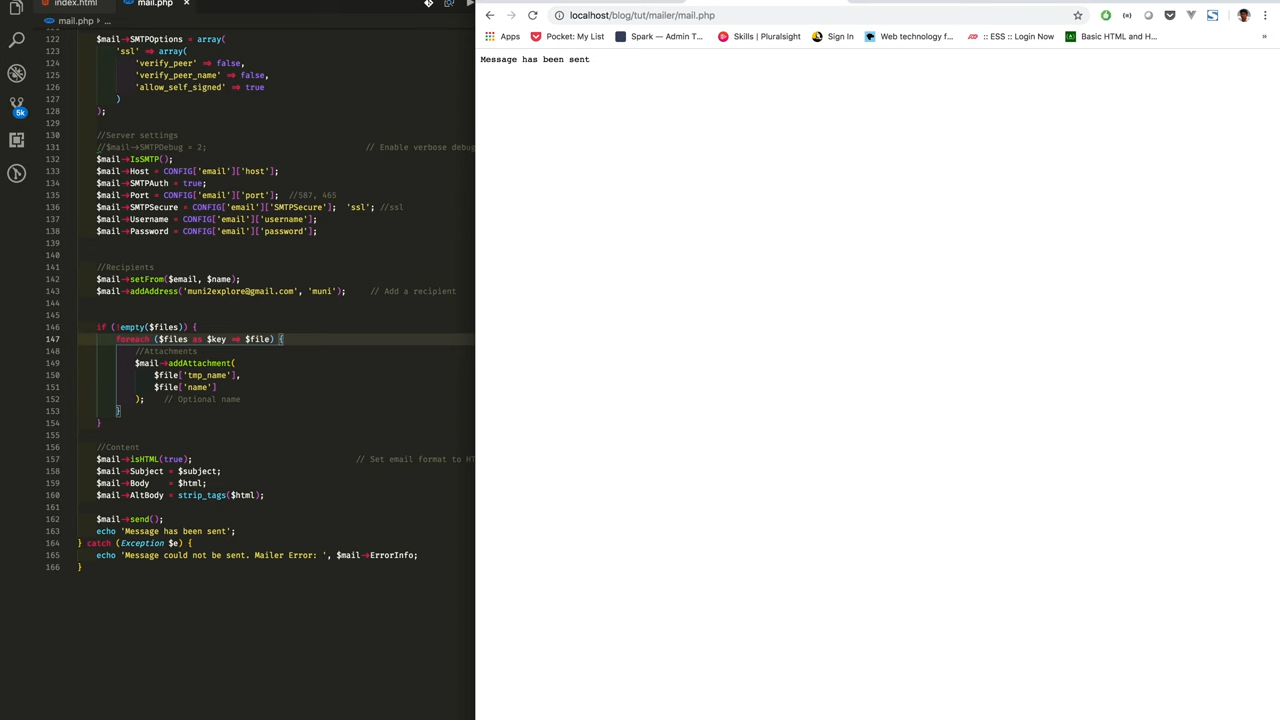 index.html
mail.php
mail.php > ...
122 $mail->SMTPOptions = array(
123 'ssl' => array(
124 'verify_peer' => false,
125 'verify_peer_name' => false,
126 'allow_self_signed' => true
127 )
128 );
129
130 //Server settings
131 //$mail->SMTPDebug = 2; // Enable verbose debug
132 $mail->IsSMTP();
133 $mail->Host = CONFIG['email']['host'];
134 $mail->SMTPAuth = true;
135 $mail->Port = CONFIG['email']['port']; //587, 465
136 $mail->SMTPSecure = CONFIG['email']['SMTPSecure']; 'ssl'; //ssl
137 $mail->Username = CONFIG['email']['username'];
138 $mail->Password = CONFIG['email']['password'];
139
140
141 //Recipients
142 $mail->setFrom($email, $name);
143 $mail->addAddress('muni2explore@gmail.com', 'muni'); // Add a recipient
144
145
146 if (!empty($files)) {
147 foreach ($files as $key => $file) {
148 //Attachments
149 $mail->addAttachment(
150 $file['tmp_name'],
151 $file['name']
152 ); // Optional name
153 }
154 }
155
156 //Content
157 $mail->isHTML(true); // Set email format to HT
158 $mail->Subject = $subject;
159 $mail->Body = $html;
160 $mail->AltBody = strip_tags($html);
161
162 $mail->send();
163 echo 'Message has been sent';
164 } catch (Exception $e) {
165 echo 'Message could not be sent. Mailer Error: ', $mail->ErrorInfo;
166 }
5k
localhost/blog/tut/mailer/mail.php
Apps Pocket: My List Spark — Admin T... Skills | Pluralsight Sign In Web technology f... :: ESS :: Login Now Basic HTML and H... »
Message has been sent